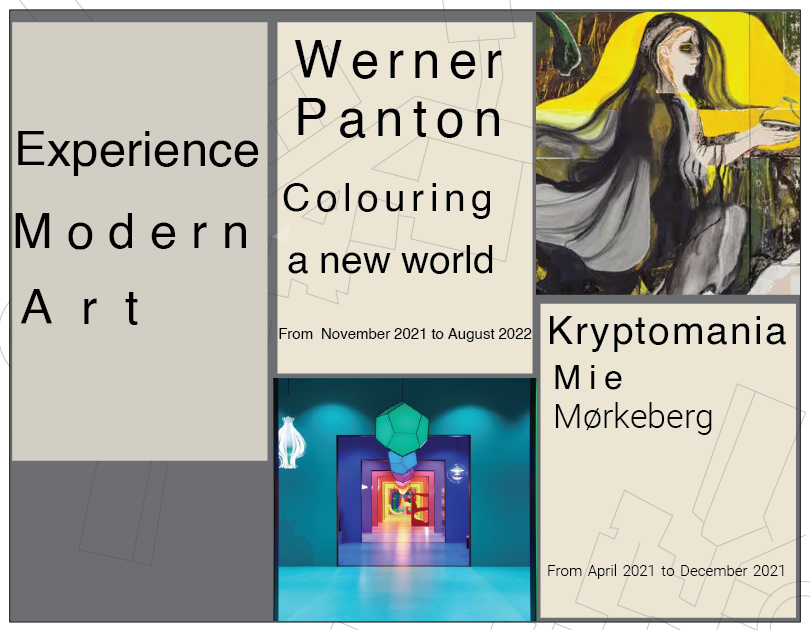 Experience
Modern
Art
Werner
Panton
Colouring
a new world
From November 2021 to August 2022
Kryptomania
Mie
Mørkeberg
From April 2021 to December 2021